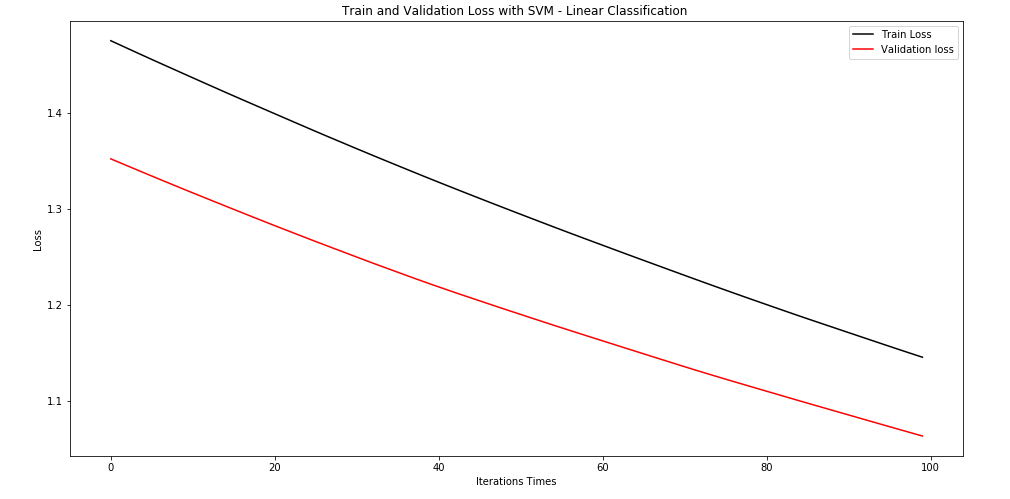 Train and Validation Loss with SVM - Linear Classification
Train Loss
Validation loss
1.4
1.3
1.2
1.1
Loss
0
20
40
60
80
100
Iterations Times